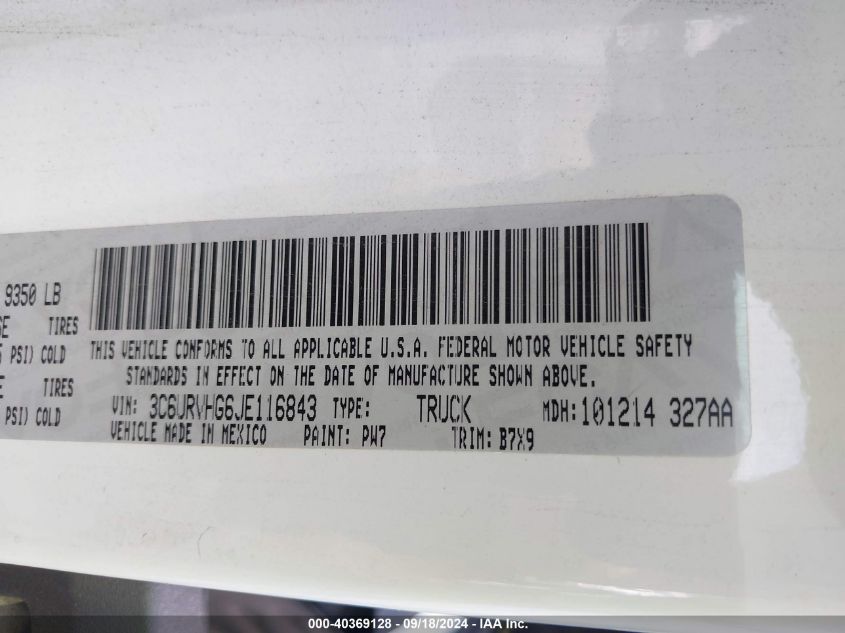 9350 LB
TIRES
PSI) COLD
THIS VEHICLE CONFORMS TO ALL APPLICABLE U.S.A. FEDERAL MOTOR VEHICLE SAFETY
STANDARDS IN EFFECT ON THE DATE OF MANUFACTURE SHOWN ABOVE.
TIRES
PSI) COLD
VIN: 3C6URVHG6JE116843 TYPE: TRUCK MDH: 101214 327AA
VEHICLE MADE IN MEXICO PAINT: PW7 TRIM: B7X9
000-40369128 - 09/18/2024 - IAA Inc.